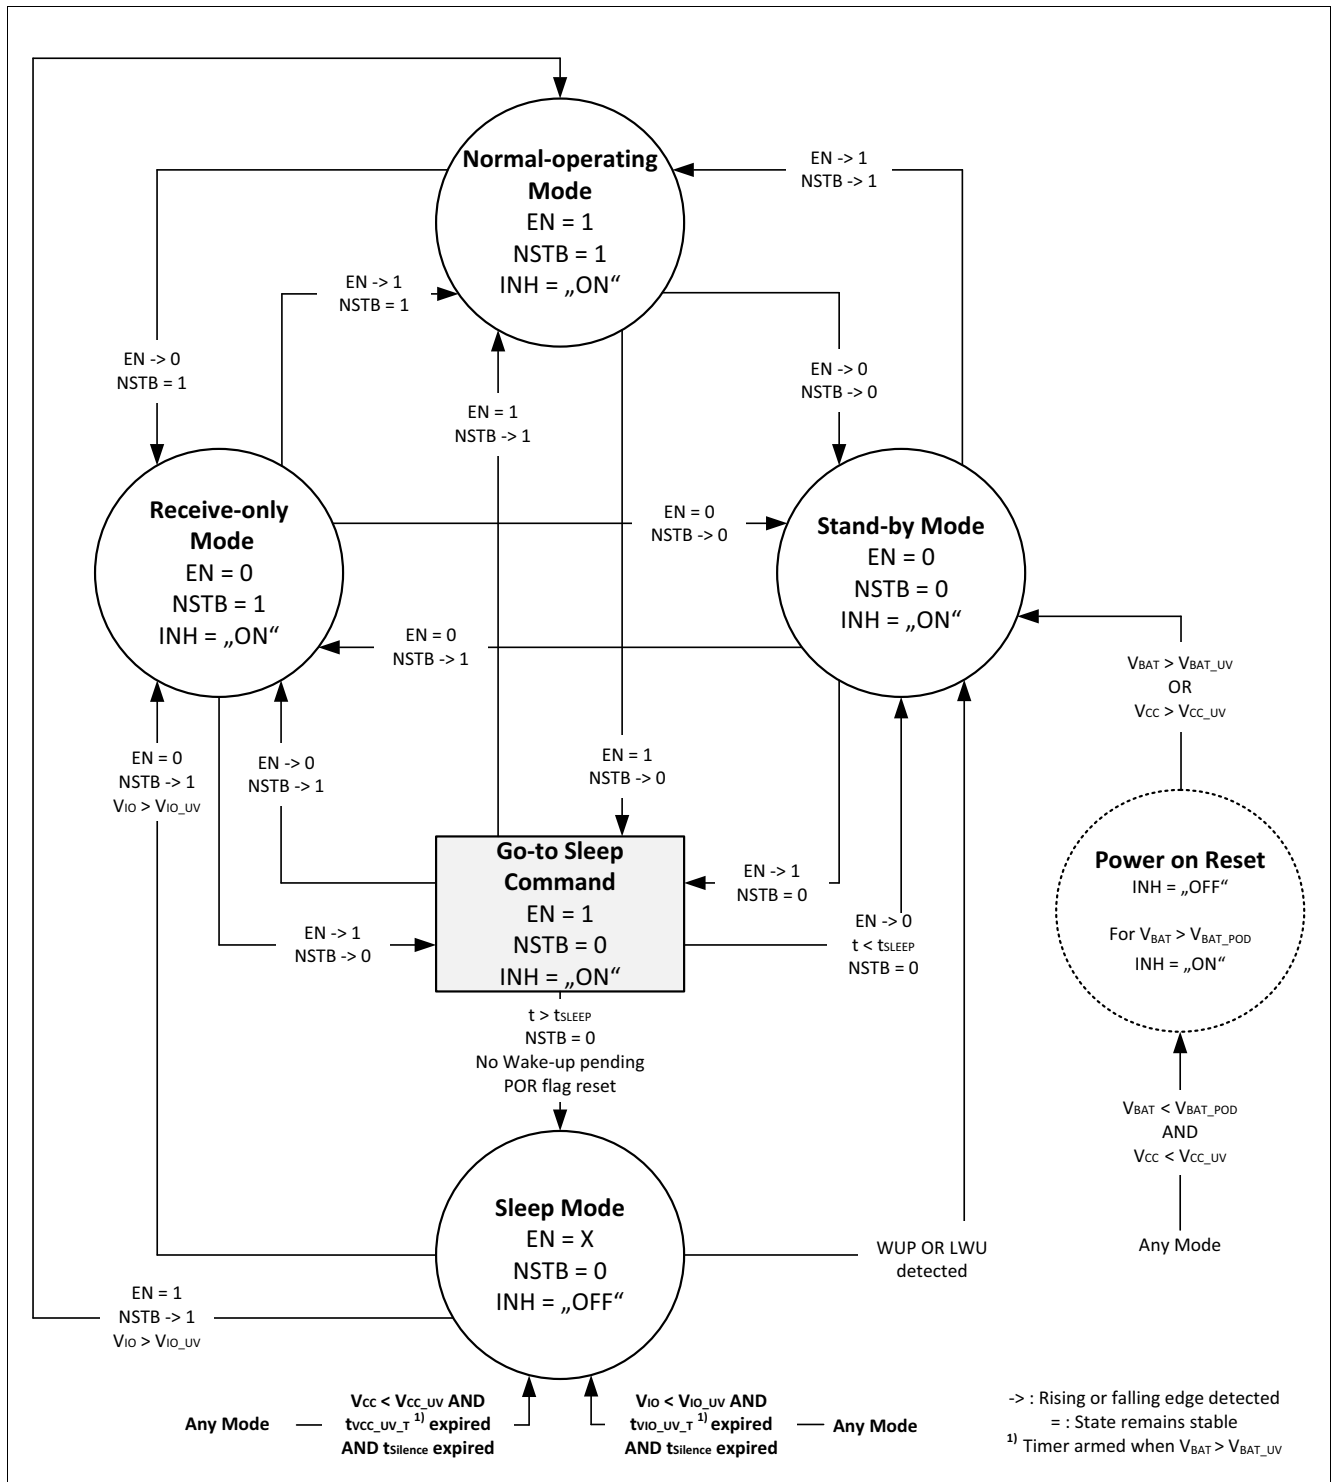 Normal-operating
Mode
EN = 1
NSTB = 1
INH = „ON“
EN -> 1
NSTB -> 1
EN -> 1
NSTB = 1
EN -> 0
NSTB = 1
EN -> 0
NSTB -> 0
EN = 1
NSTB -> 1
Receive-only
Mode
EN = 0
NSTB = 1
INH = „ON“
EN = 0
NSTB -> 0
Stand-by Mode
EN = 0
NSTB = 0
INH = „ON“
EN = 0
NSTB -> 1
VBAT > VBAT_UV
OR
VCC > VCC_UV
EN = 0
NSTB -> 1
VIO > VIO_UV
EN -> 0
NSTB -> 1
EN = 1
NSTB -> 0
Go-to Sleep
Command
EN = 1
NSTB = 0
INH = „ON“
EN -> 1
NSTB = 0
EN -> 1
NSTB -> 0
EN -> 0
t < tSLEEP
NSTB = 0
Power on Reset
INH = „OFF“
For VBAT > VBAT_POD
INH = „ON“
t > tSLEEP
NSTB = 0
No Wake-up pending
POR flag reset
VBAT < VBAT_POD
AND
VCC < VCC_UV
Any Mode
Sleep Mode
EN = X
NSTB = 0
INH = „OFF“
WUP OR LWU
detected
EN = 1
NSTB -> 1
VIO > VIO_UV
Any Mode
VCC < VCC_UV AND
tVCC_UV_T 1) expired
AND tSilence expired
VIO < VIO_UV AND
tVIO_UV_T 1) expired
AND tSilence expired
Any Mode
-> : Rising or falling edge detected
= : State remains stable
1) Timer armed when VBAT > VBAT_UV